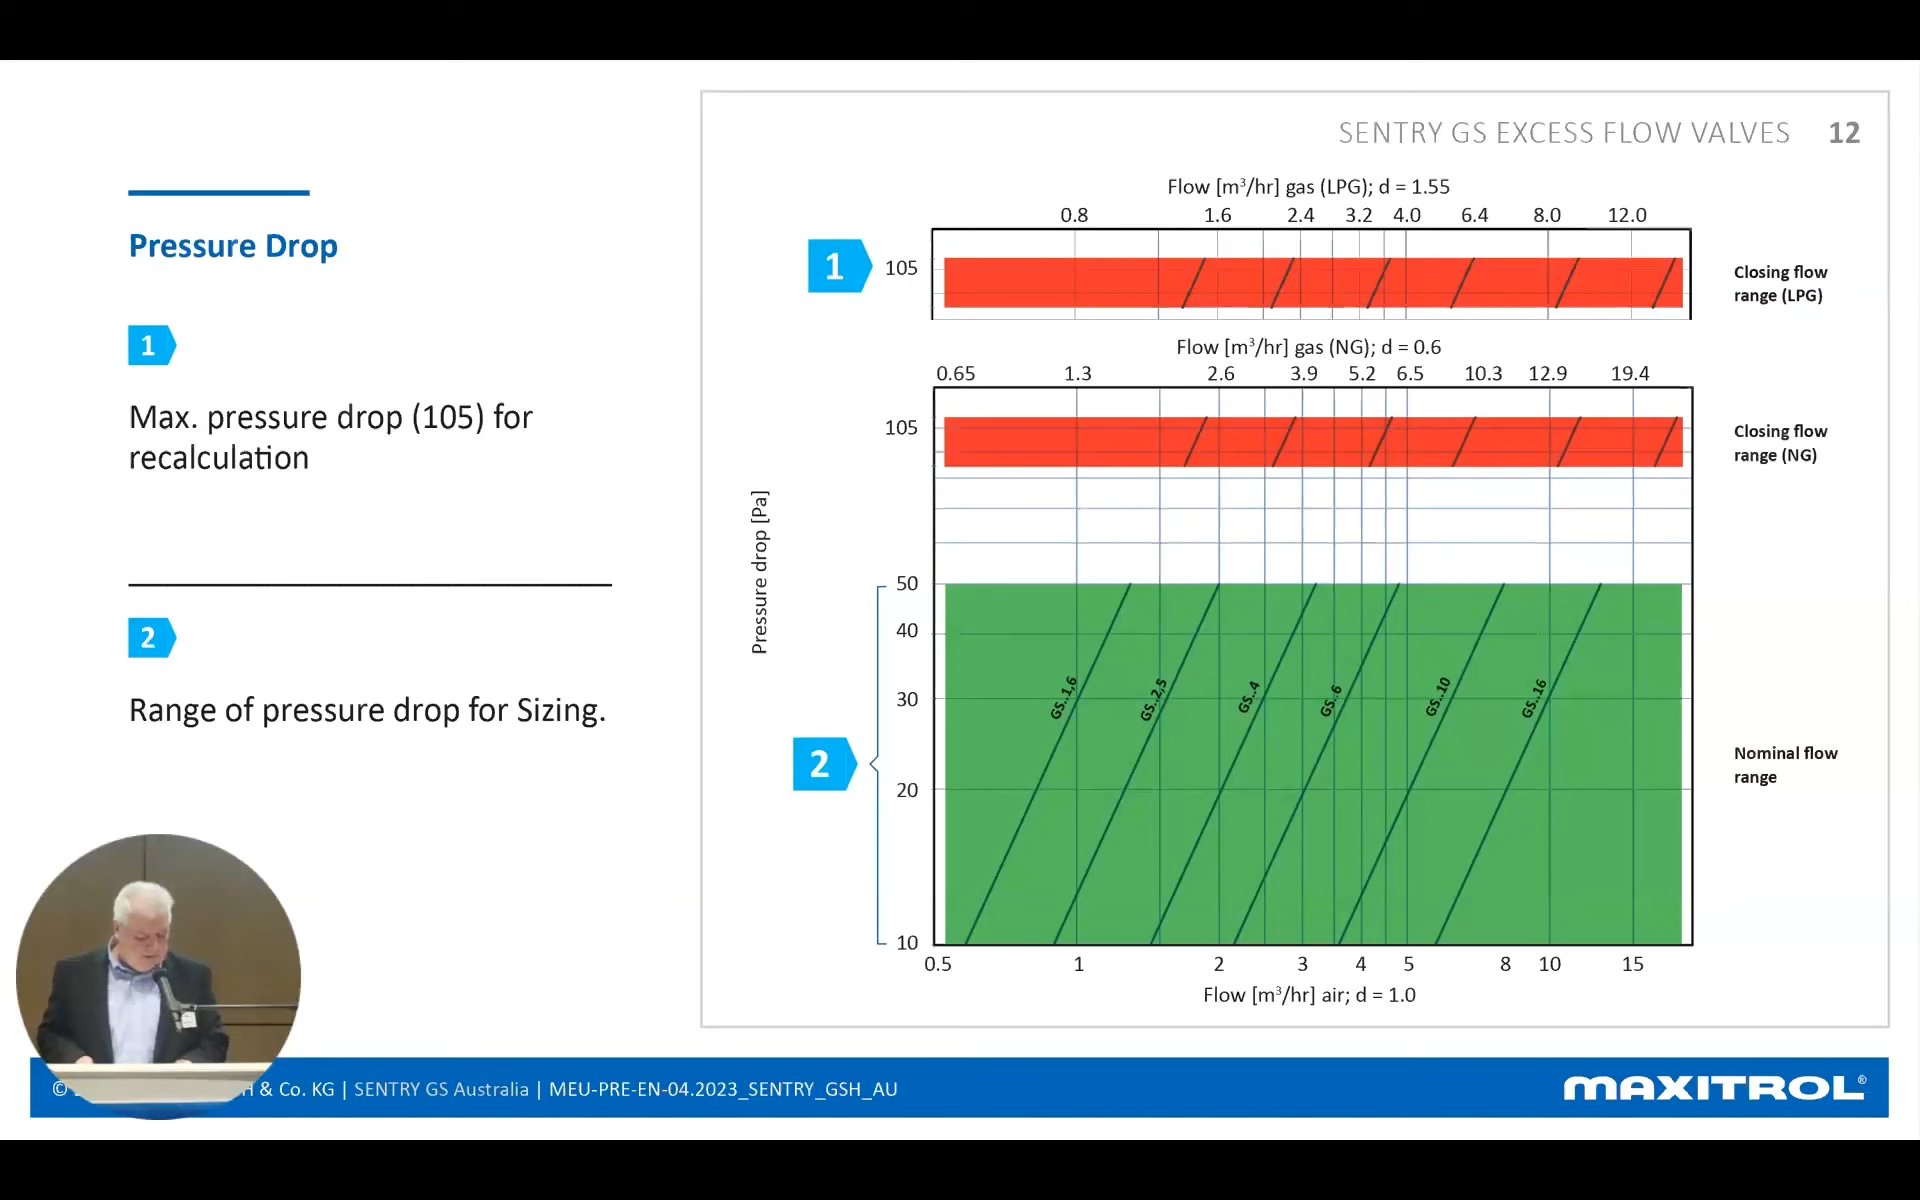 Pressure Drop
1
Max. pressure drop (105) for
recalculation
2
Range of pressure drop for Sizing.
SENTRY GS EXCESS FLOW VALVES 12
Flow [m³/hr] gas (LPG); d = 1.55
0.8 1.6 2.4 3.2 4.0 6.4 8.0 12.0
1 105
Closing flow
range (LPG)
Flow [m³/hr] gas (NG); d = 0.6
0.65 1.3 2.6 3.9 5.2 6.5 10.3 12.9 19.4
105
Closing flow
range (NG)
Pressure drop [Pa]
50
40
30
20
10
2
GS..1,6 GS..2,5 GS..4 GS..6 GS..10 GS..16
Nominal flow
range
0.5 1 2 3 4 5 8 10 15
Flow [m³/hr] air; d = 1.0
© & Co. KG | SENTRY GS Australia | MEU-PRE-EN-04.2023_SENTRY_GSH_AU
MAXITROL®